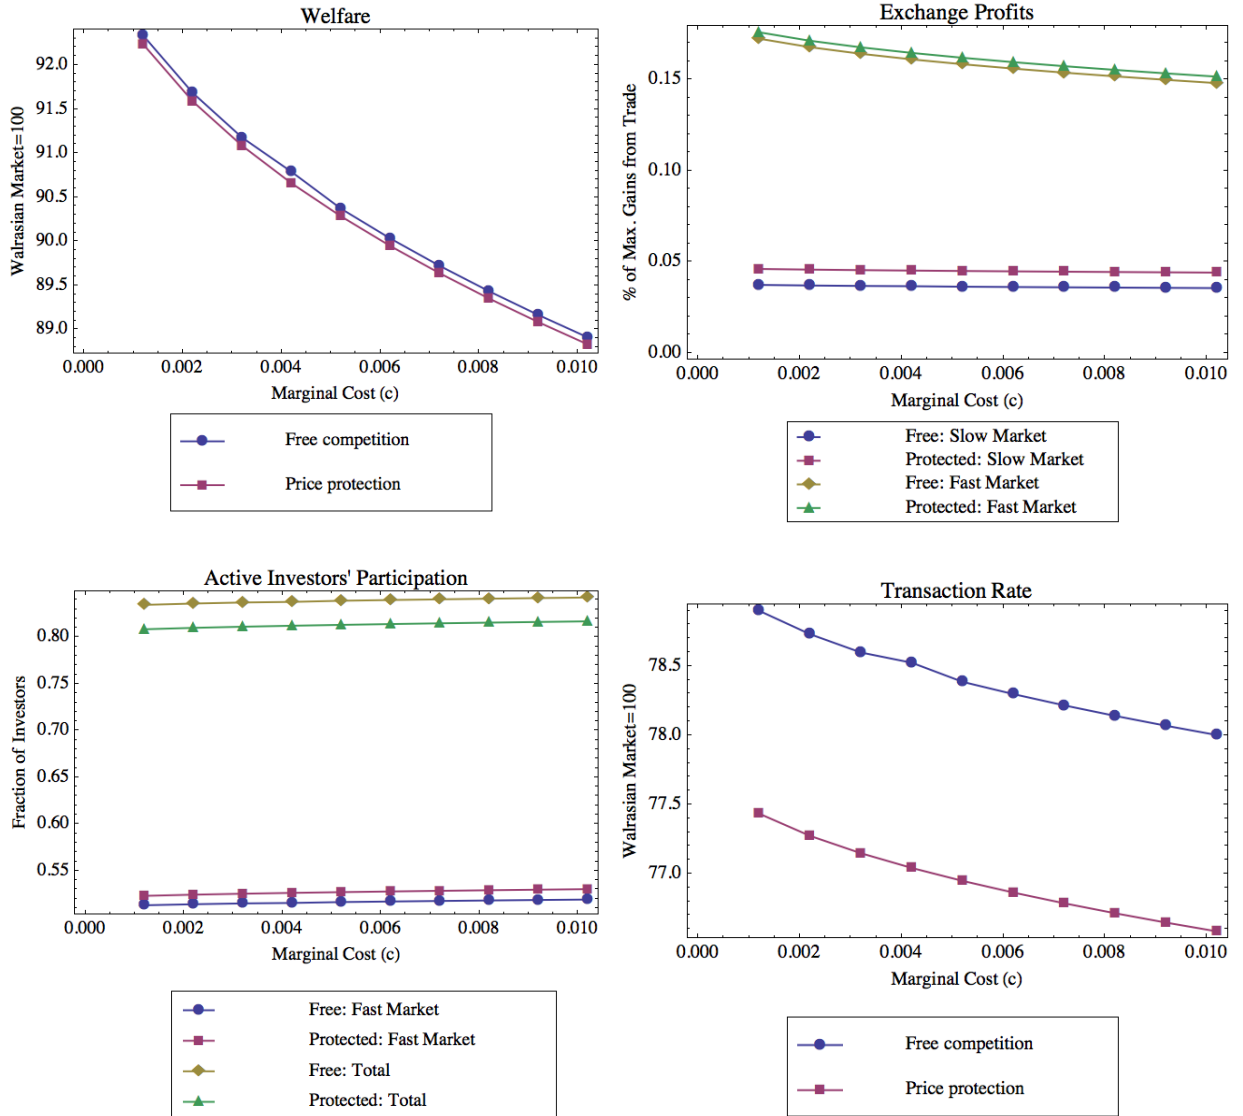 Welfare
Walrasian Market=100
92.0
91.5
91.0
90.5
90.0
89.5
89.0
0.000 0.002 0.004 0.006 0.008 0.010
Marginal Cost (c)
Free competition
Price protection
Exchange Profits
% of Max. Gains from Trade
0.15
0.10
0.05
0.00
0.000 0.002 0.004 0.006 0.008 0.010
Marginal Cost (c)
Free: Slow Market
Protected: Slow Market
Free: Fast Market
Protected: Fast Market
Active Investors' Participation
Fraction of Investors
0.80
0.75
0.70
0.65
0.60
0.55
0.000 0.002 0.004 0.006 0.008 0.010
Marginal Cost (c)
Free: Fast Market
Protected: Fast Market
Free: Total
Protected: Total
Transaction Rate
Walrasian Market=100
78.5
78.0
77.5
77.0
0.000 0.002 0.004 0.006 0.008 0.010
Marginal Cost (c)
Free competition
Price protection